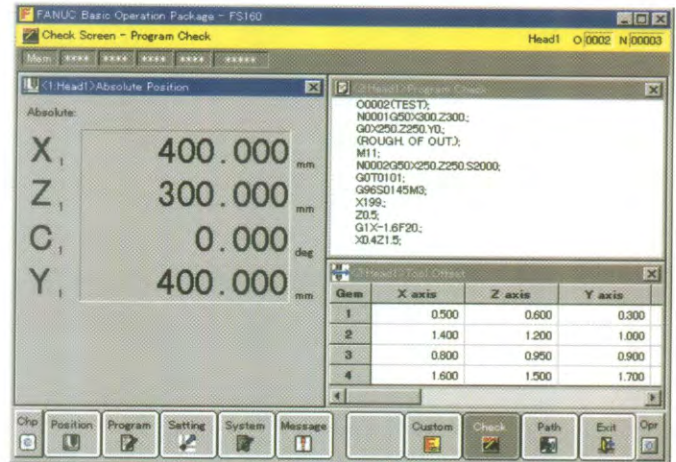 FANUC Basic Operation Package - FS160
Check Screen - Program Check
Head1 O 0002 N 00003
Mem **** **** **** **** *****
<1:Head1>Absolute Position
Absolute:
X 1 400.000 mm
Z 1 300.000 mm
C 1 0.000 deg
Y 1 400.000 mm
Head1>Program Check
O0002(TEST);
N0001G50X300.Z300.;
G0X250.Z250.Y0.;
(ROUGH. OF OUT.);
M11;
N0002G50X250.Z250.S2000;
G0T0101;
G96S0145M3;
X199.;
Z0.5;
G1X-1.6F20.;
X0.4Z1.5;
Head1>Tool Offset
Gem X axis Z axis Y axis
1 0.500 0.600 0.300
2 1.400 1.200 1.000
3 0.800 0.950 0.900
4 1.600 1.500 1.700
Chp Position Program Setting System Message Custom Check Path Exit Opr